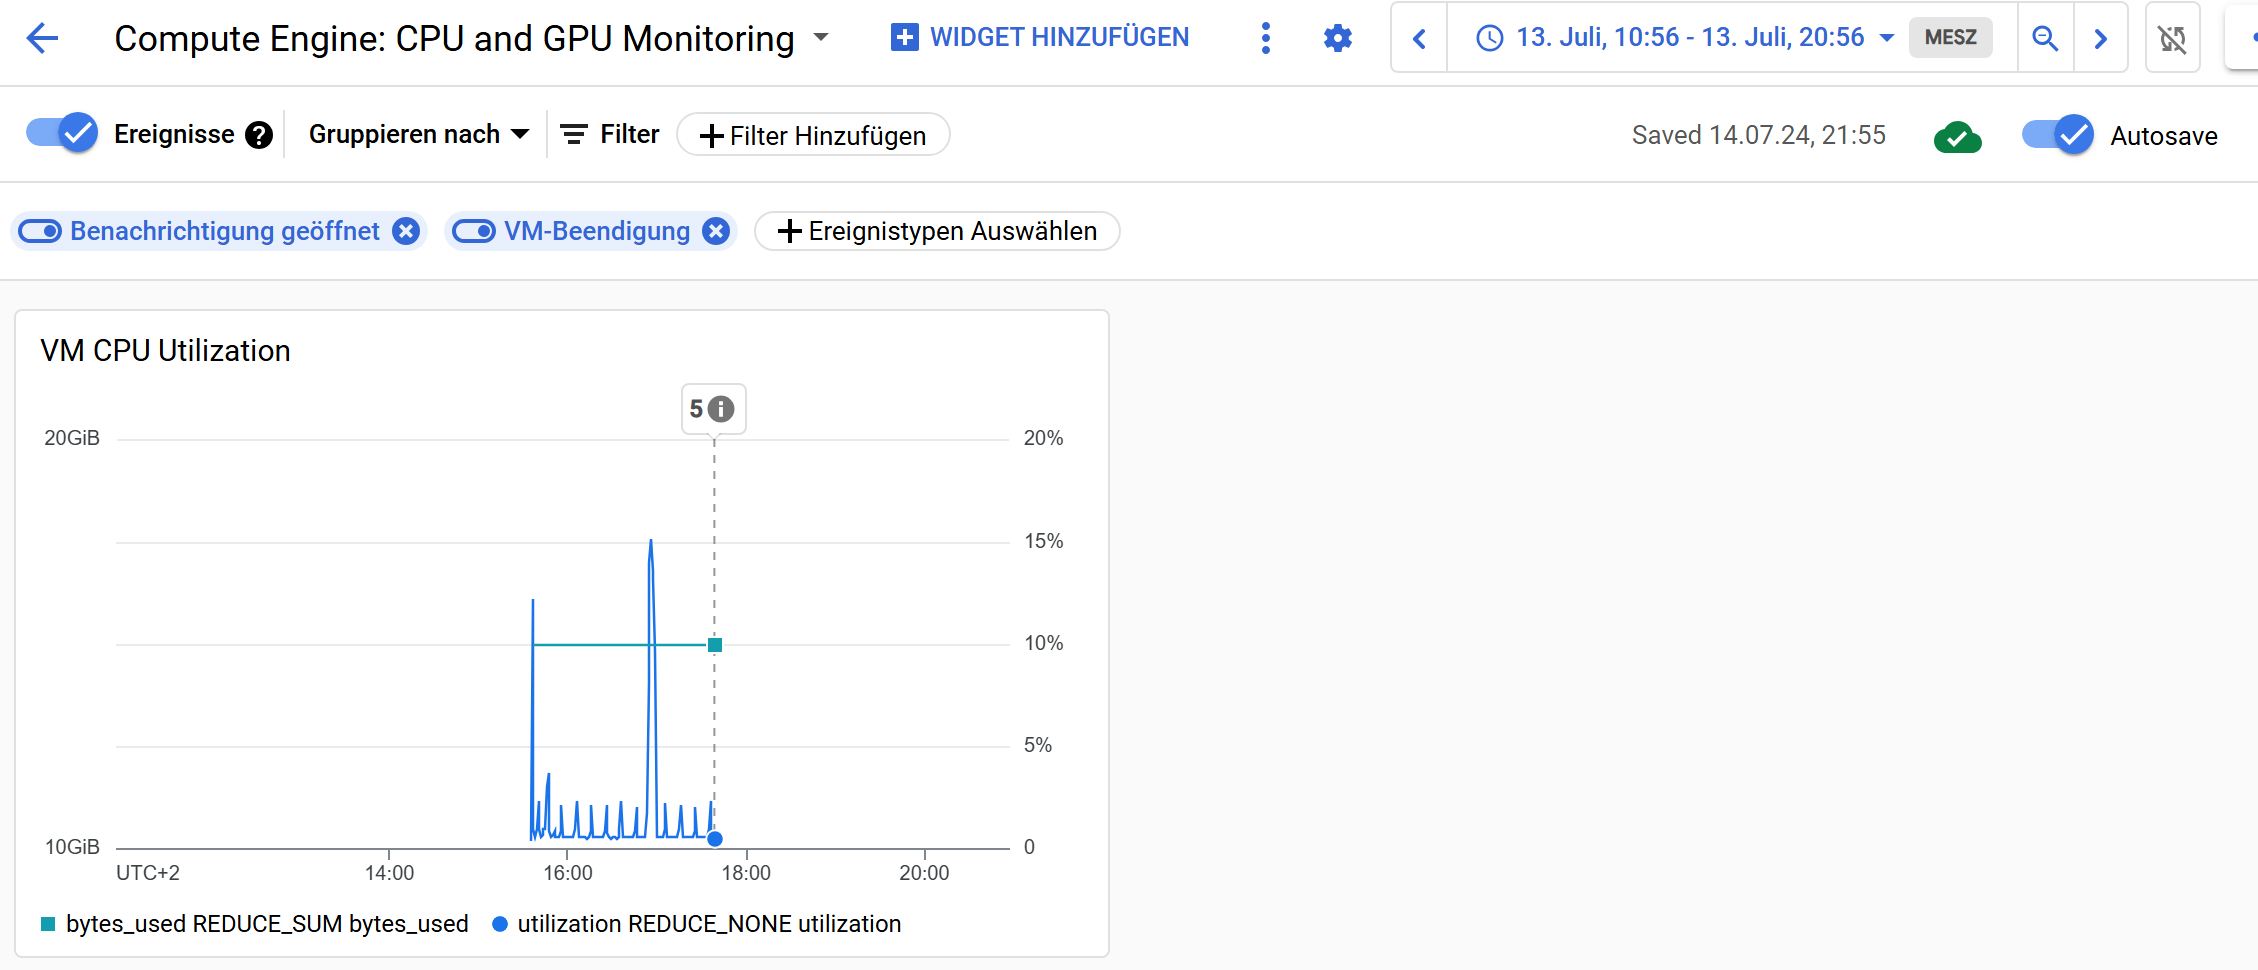 Compute Engine: CPU and GPU Monitoring WIDGET HINZUFÜGEN 13. Juli, 10:56 - 13. Juli, 20:56 MESZ
Ereignisse Gruppieren nach Filter Filter Hinzufügen Saved 14.07.24, 21:55 Autosave
Benachrichtigung geöffnet VM-Beendigung Ereignistypen Auswählen
VM CPU Utilization
5
20GiB 20%
15%
10%
5%
10GiB 0
UTC+2 14:00 16:00 18:00 20:00
bytes_used REDUCE_SUM bytes_used utilization REDUCE_NONE utilization